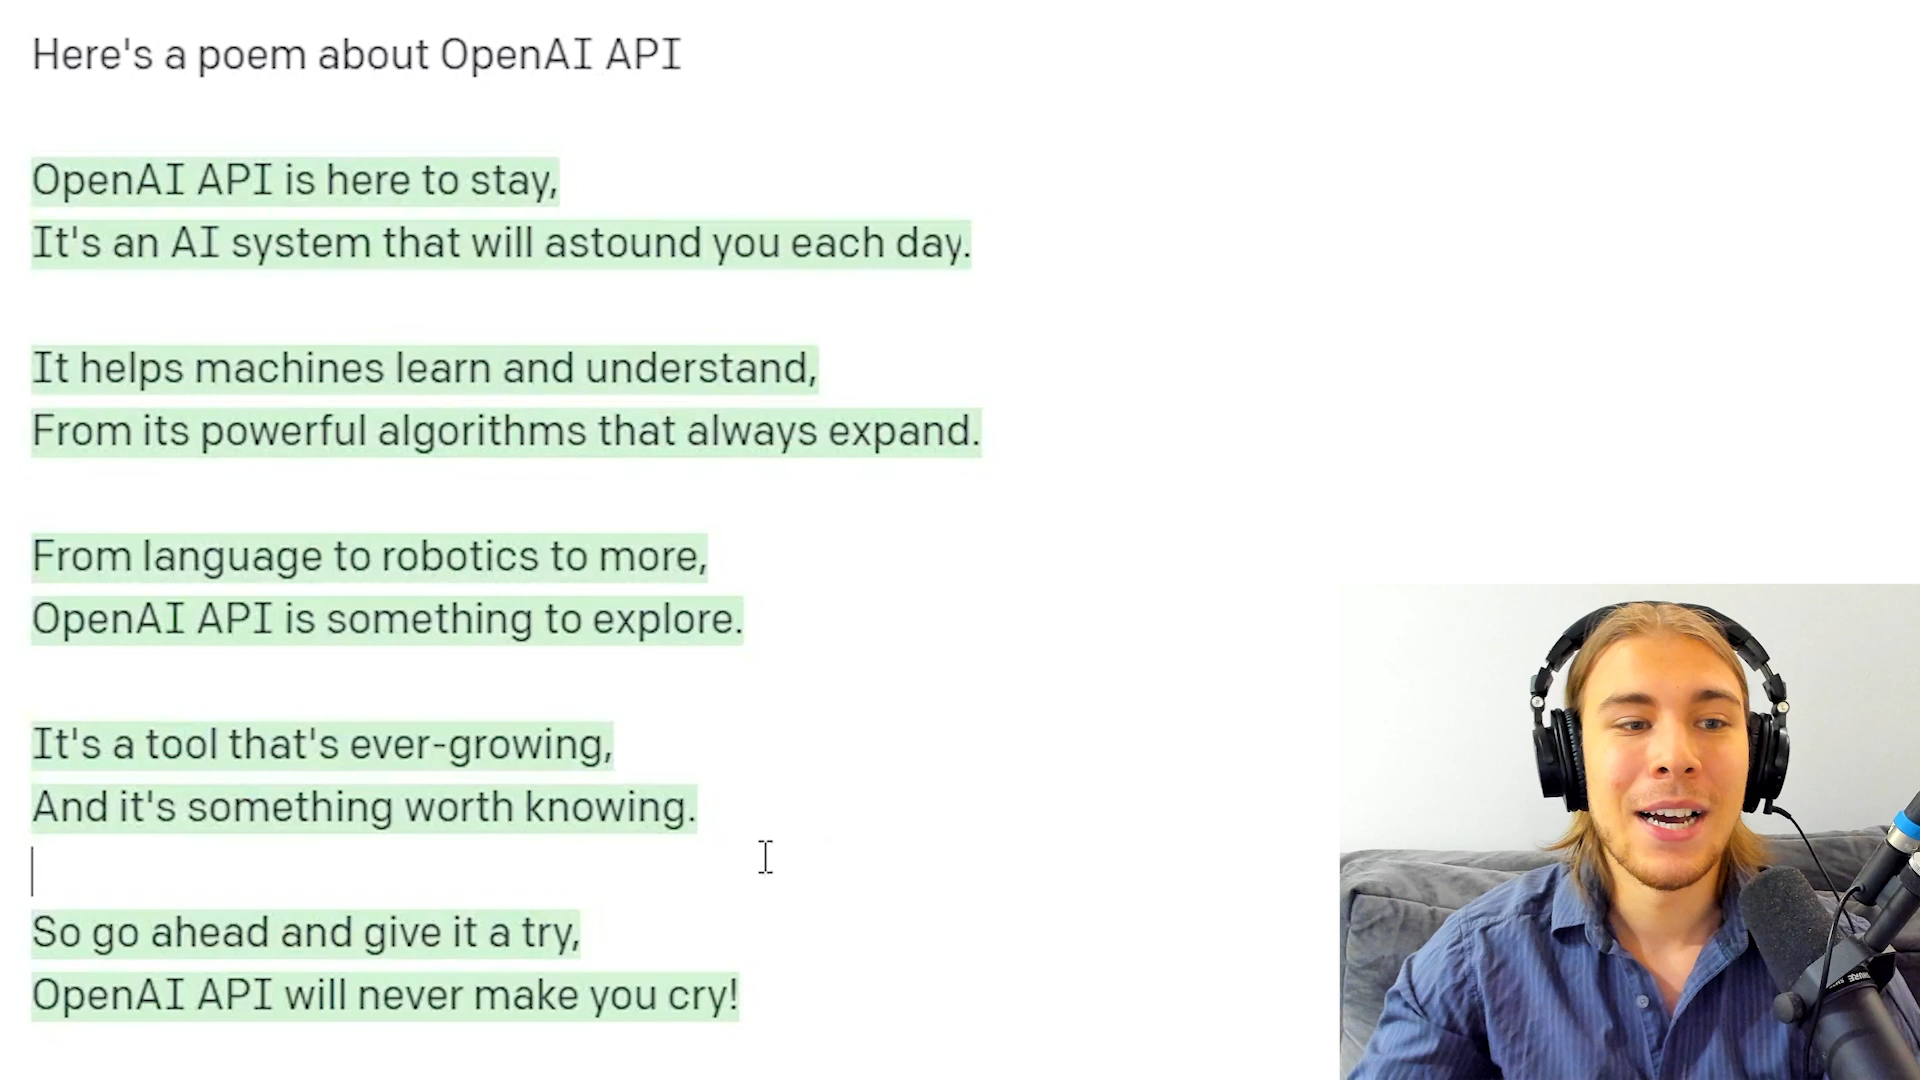 Here's a poem about OpenAI API
OpenAI API is here to stay,
It's an AI system that will astound you each day.
It helps machines learn and understand,
From its powerful algorithms that always expand.
From language to robotics to more,
OpenAI API is something to explore.
It's a tool that's ever-growing,
And it's something worth knowing.
So go ahead and give it a try,
OpenAI API will never make you cry!
SHURE